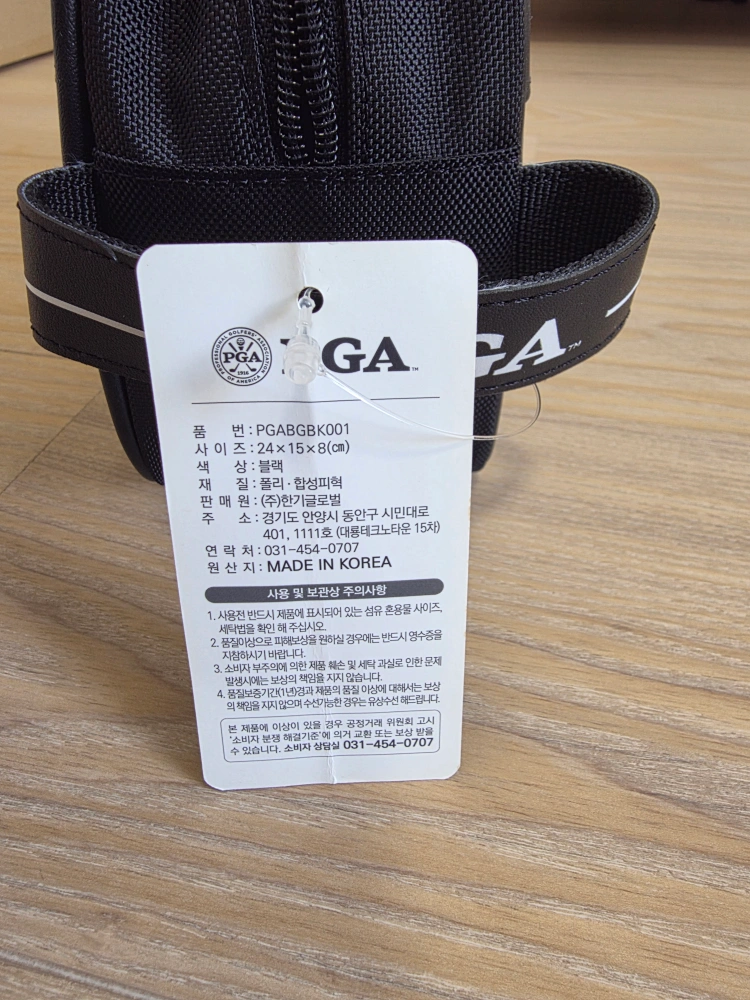 PROFESSIONAL GOLFERS' ASSOCIATION
PGA
1916
OF AMERICA
GA™
GA™
품 번 : PGABGBK001
사 이 즈 : 24×15×8(㎝)
색 상 : 블랙
재 질 : 폴리·합성피혁
판 매 원 : (주)한기글로벌
주 소 : 경기도 안양시 동안구 시민대로
401, 1111호 (대룡테크노타운 15차)
연 락 처 : 031-454-0707
원 산 지 : MADE IN KOREA
사용 및 보관상 주의사항
1. 사용전 반드시 제품에 표시되어 있는 섬유 혼용물 사이즈,
세탁법을 확인 해 주십시오.
2. 품질이상으로 피해보상을 원하실 경우에는 반드시 영수증을
지참하시기 바랍니다.
3. 소비자 부주의에 의한 제품 훼손 및 세탁 과실로 인한 문제
발생시에는 보상의 책임을 지지 않습니다.
4. 품질보증기간(1년)경과 제품의 품질 이상에 대해서는 보상
의 책임을 지지 않으며 수선가능한 경우는 유상수선 해드립니다.
본 제품에 이상이 있을 경우 공정거래 위원회 고시
'소비자 분쟁 해결기준'에 의거 교환 또는 보상 받을
수 있습니다. 소비자 상담실 031-454-0707